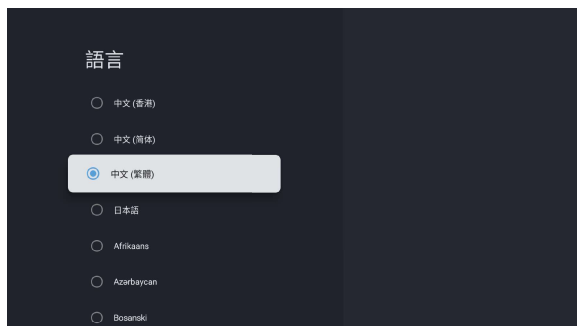 語言
中文 (香港)
中文 (简体)
中文 (繁體)
日本語
Afrikaans
Azərbaycan
Bosanski